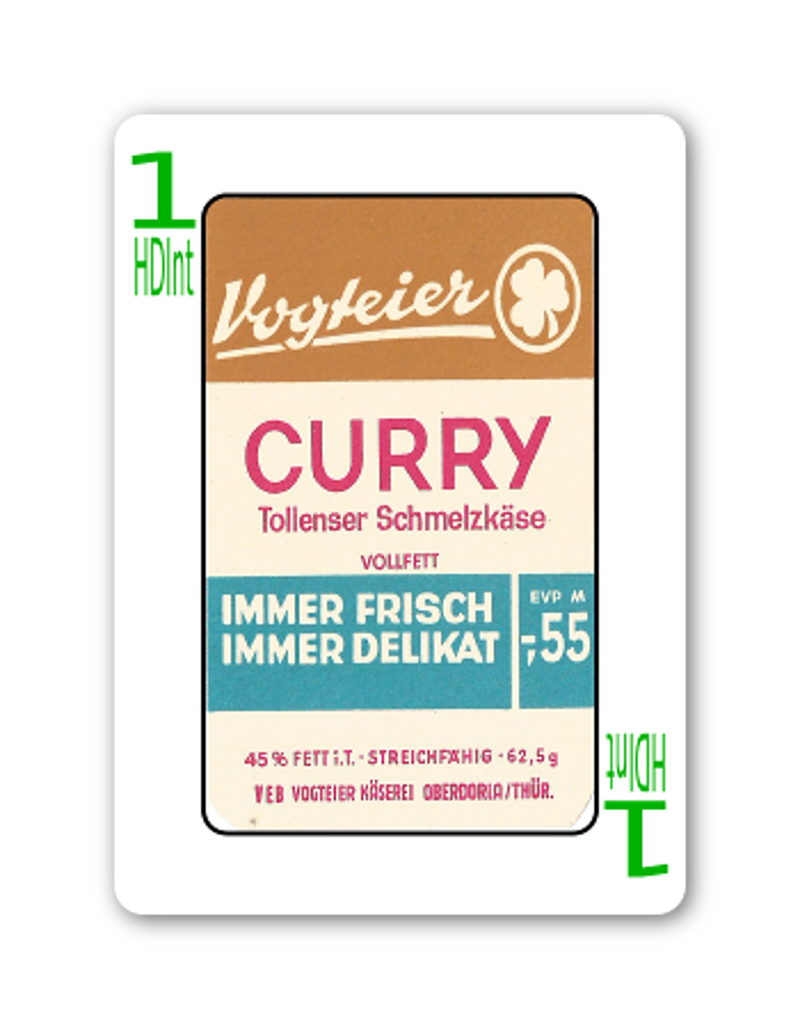 1
HDInt
Vogteier
CURRY
Tollenser Schmelzkäse
VOLLFETT
IMMER FRISCH
IMMER DELIKAT
EVP M
-,55
45% FETT i.T. · STREICHFÄHIG · 62,5g
VEB VOGTEIER KÄSEREI OBERDORLA/THÜR.
HDInt
1